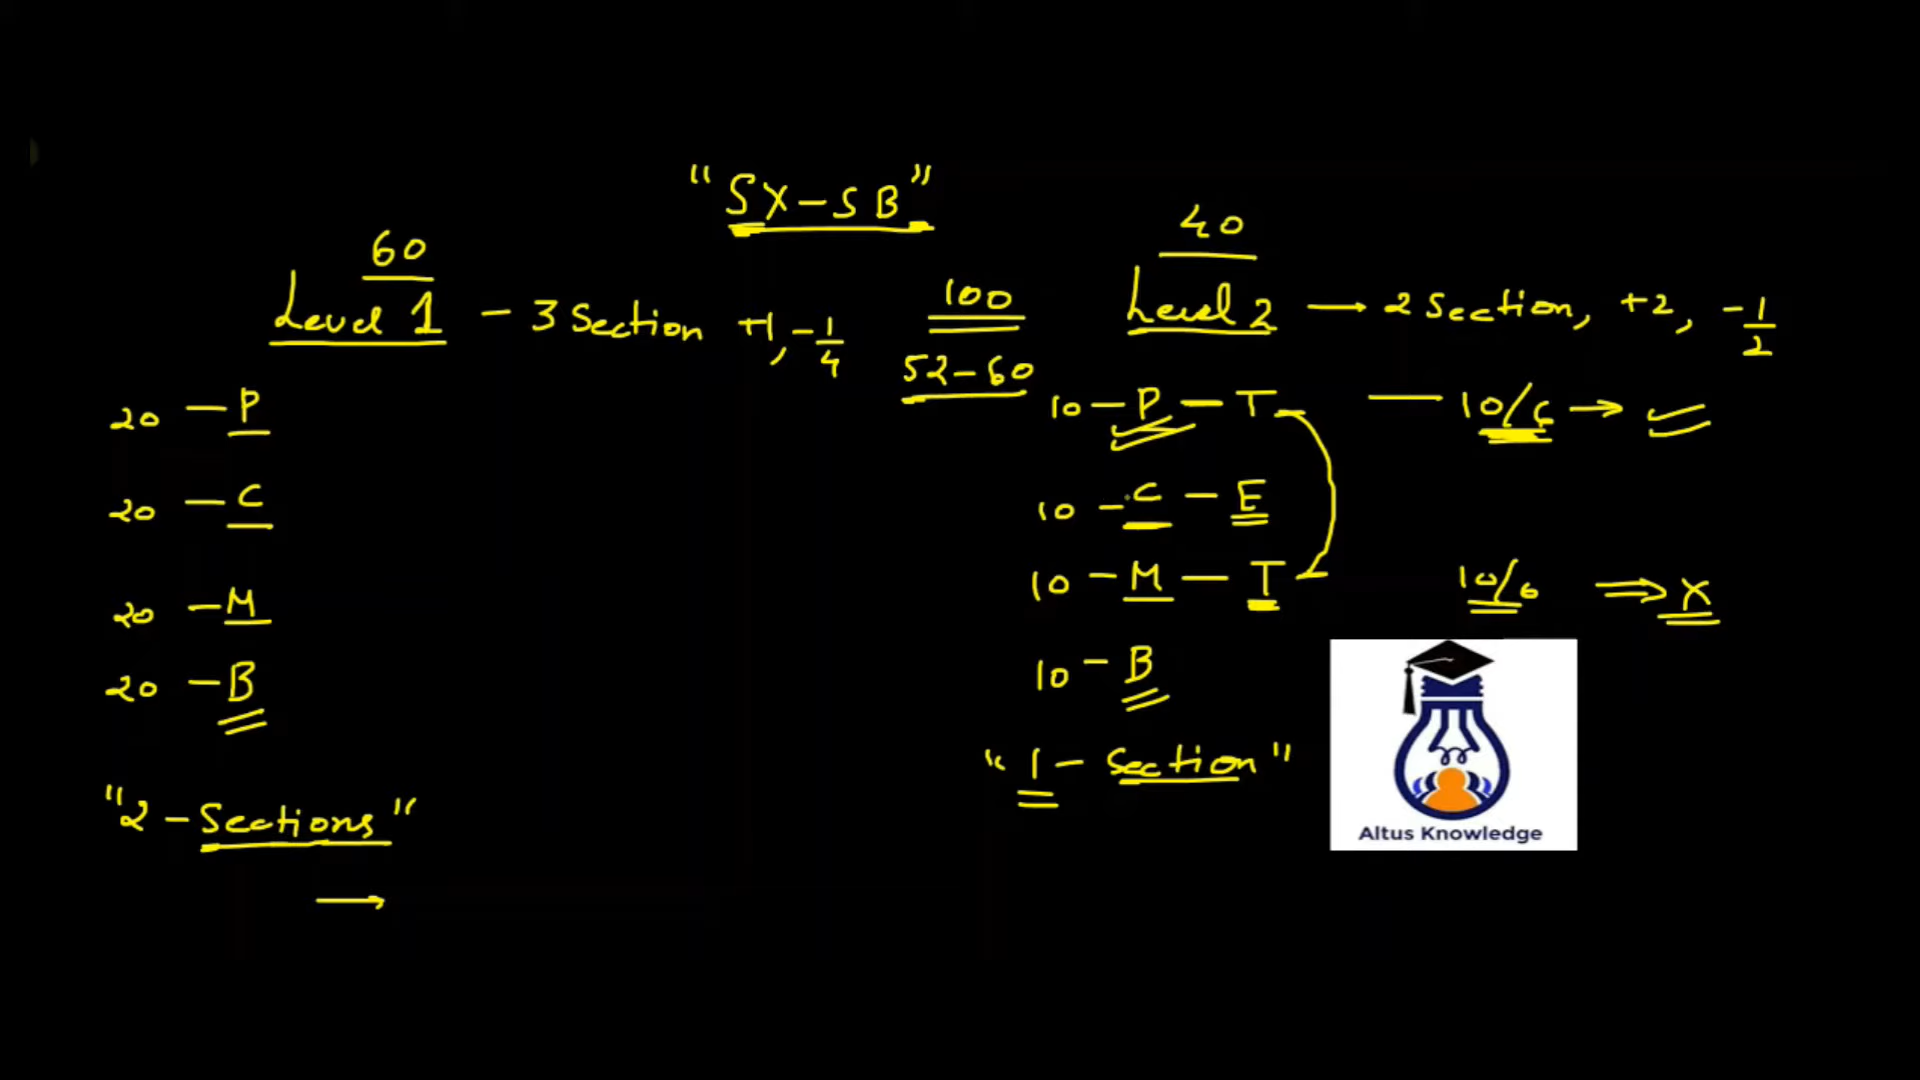 "SX-SB"
60
Level 1 - 3 Section +1, -1/4
20 - P
20 - C
20 - M
20 - B
"2 - Sections"
→
100
52-60
40
Level 2 → 2 Section, +2, -1/2
10 - P - T — 10/6 →
10 - C - E
10 - M - T 10/6 ⇒ X
10 - B
"1 - Section"
Altus Knowledge